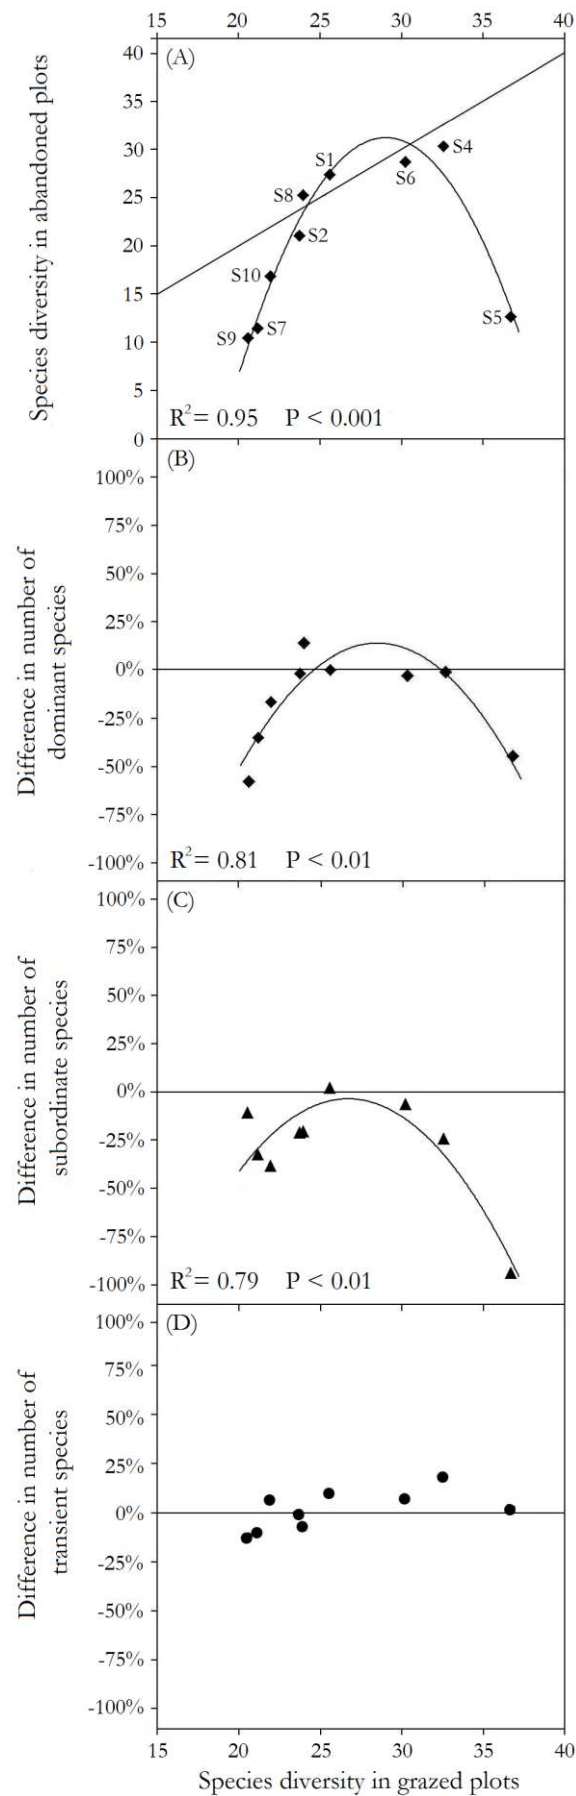 15 20 25 30 35 40
(A)
Species diversity in abandoned plots
40
35
30
25
20
15
10
5
0
S1
S4
S6
S8
S2
S10
S5
S7
S9
R²= 0.95 P < 0.001
(B)
Difference in number of
dominant species
100%
75%
50%
25%
0%
-25%
-50%
-75%
-100%
R²= 0.81 P < 0.01
(C)
Difference in number of
subordinate species
100%
75%
50%
25%
0%
-25%
-50%
-75%
-100%
R²= 0.79 P < 0.01
(D)
Difference in number of
transient species
100%
75%
50%
25%
0%
-25%
-50%
-75%
-100%
15 20 25 30 35 40
Species diversity in grazed plots